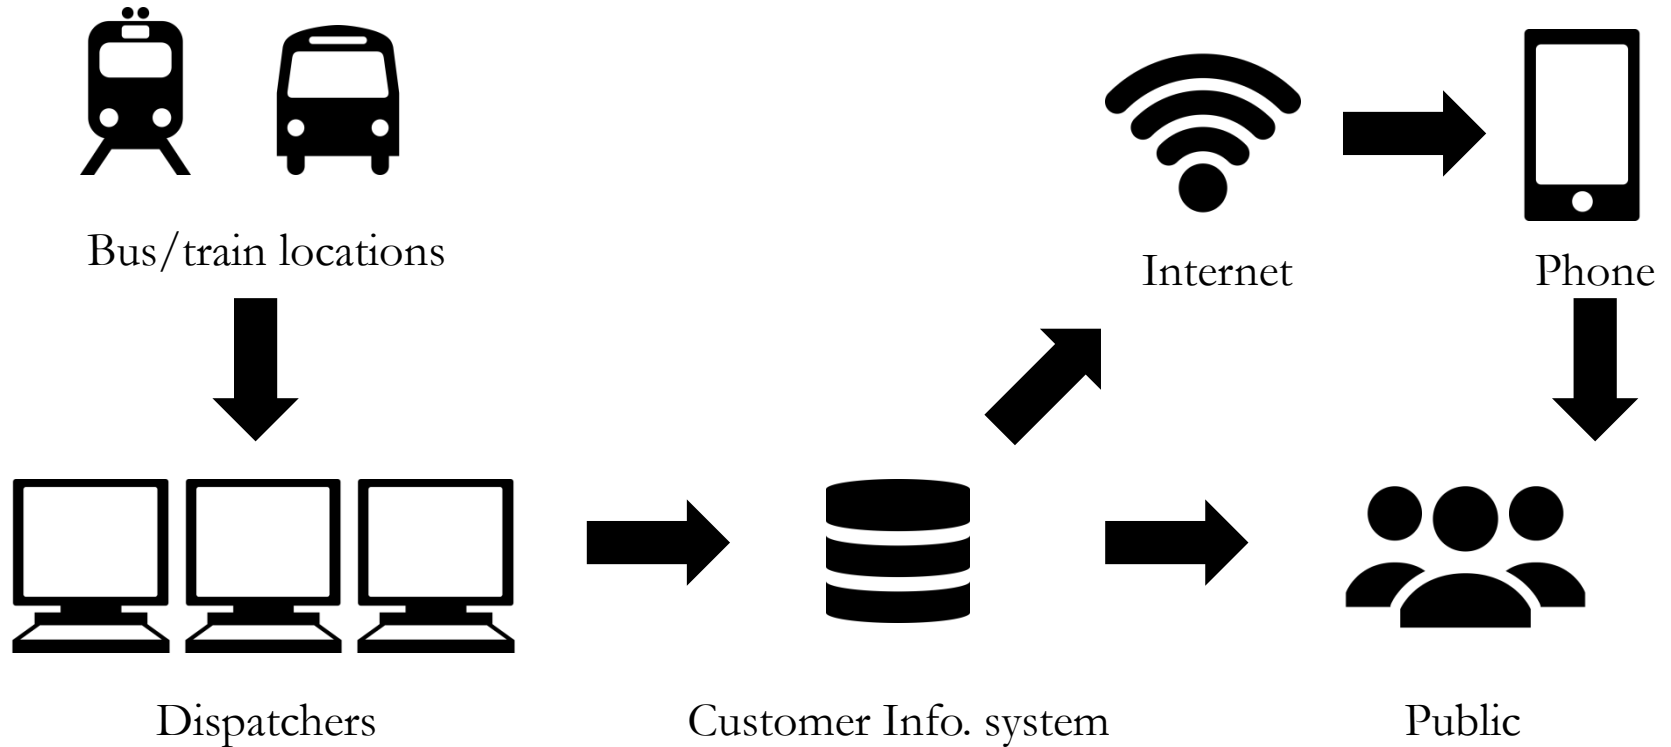 Bus/train locations
Internet
Phone
Dispatchers
Customer Info. system
Public